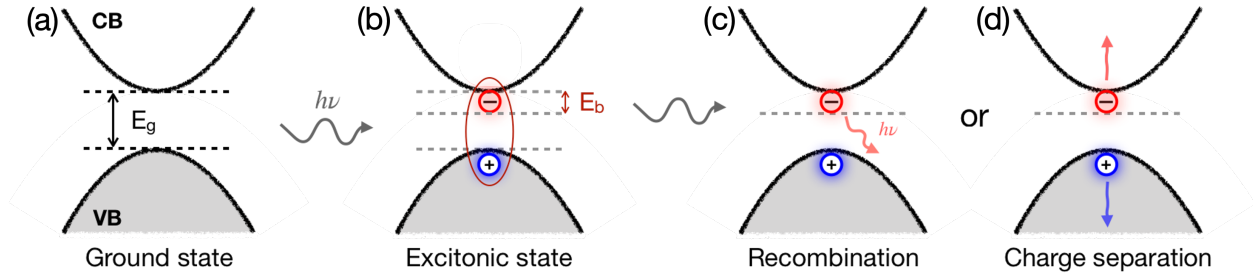 (a)
CB
E_g
VB
Ground state
hν
(b)
−
E_b
+
Excitonic state
(c)
−
hν
+
Recombination
or
(d)
−
+
Charge separation